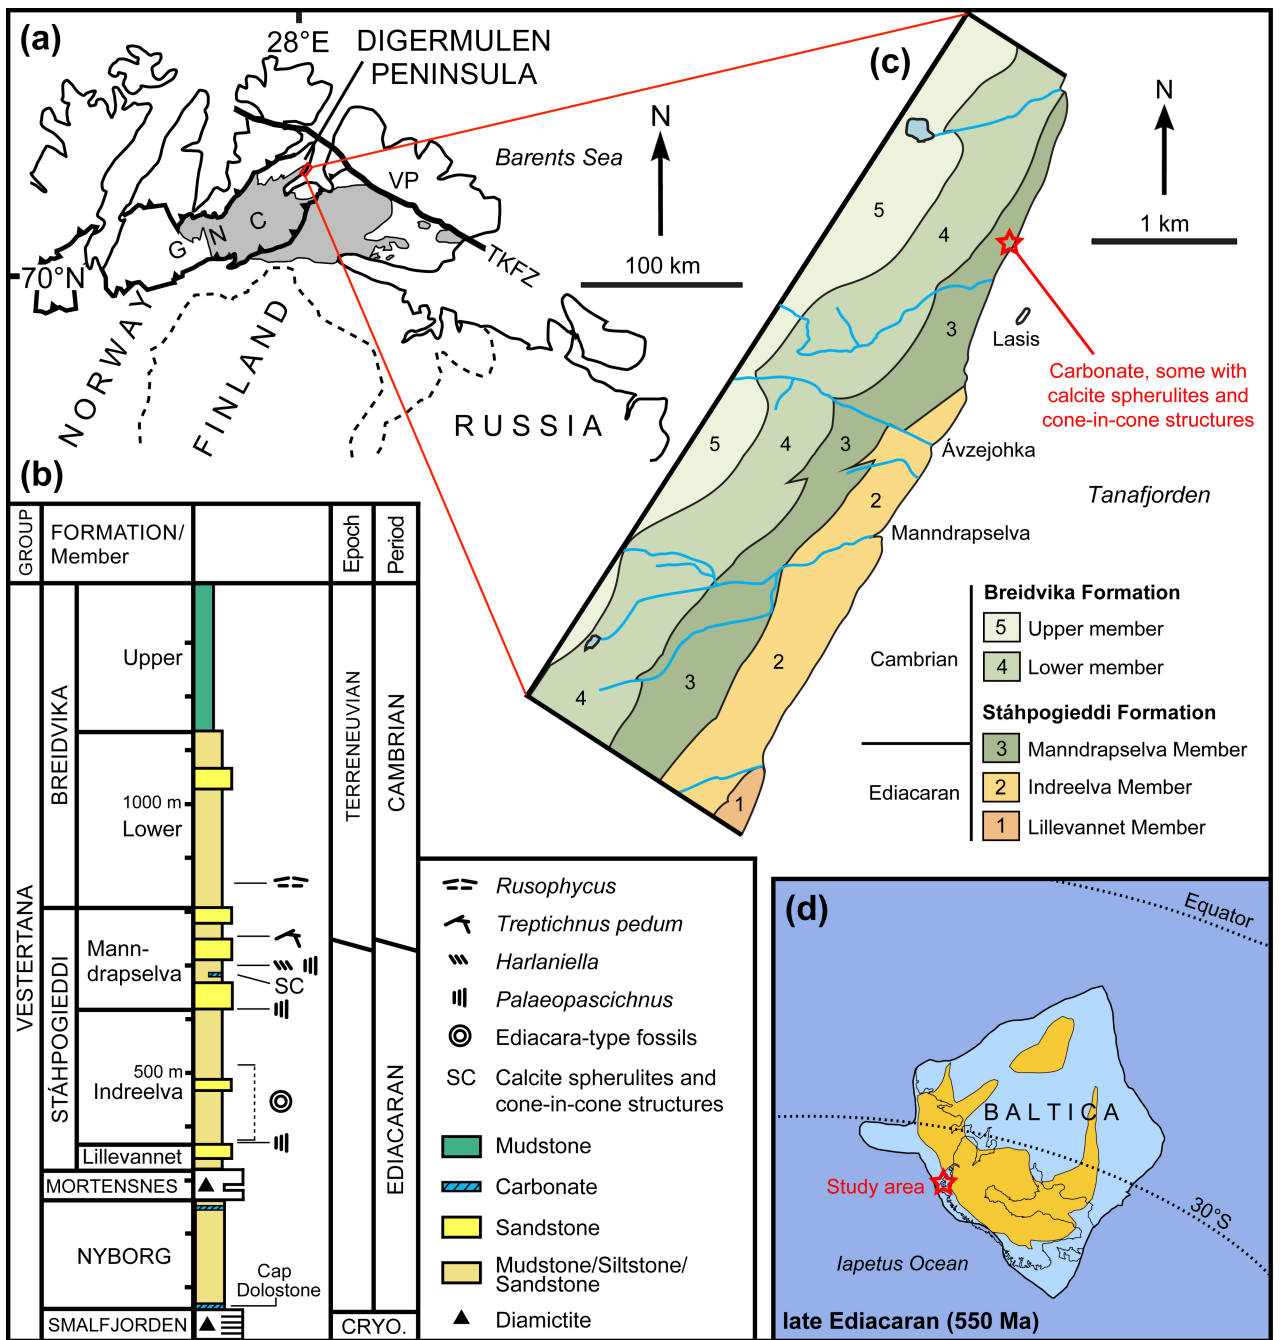 (a)
28°E
DIGERMULEN
PENINSULA
Barents Sea
N
VP
C
N
G
TKFZ
70°N
100 km
NORWAY
FINLAND
RUSSIA
(c)
N
1 km
5
4
3
Lasis
Carbonate, some with
calcite spherulites and
cone-in-cone structures
5
4
3
Ávzejohka
2
Tanafjorden
Manndrapselva
2
3
4
1
Breidvika Formation
5 Upper member
4 Lower member
Cambrian
Stáhpogieddi Formation
3 Manndrapselva Member
2 Indreelva Member
1 Lillevannet Member
Ediacaran
(b)
GROUP
FORMATION/
Member
Epoch
Period
VESTERTANA
BREIDVIKA
Upper
1000 m
Lower
TERRENEUVIAN
CAMBRIAN
STÁHPOGIEDDI
Mann-
drapselva
SC
500 m
Indreelva
Lillevannet
EDIACARAN
MORTENSNES
NYBORG
Cap
Dolostone
SMALFJORDEN
CRYO.
Rusophycus
Treptichnus pedum
Harlaniella
Palaeopascichnus
Ediacara-type fossils
SC Calcite spherulites and
cone-in-cone structures
Mudstone
Carbonate
Sandstone
Mudstone/Siltstone/
Sandstone
Diamictite
(d)
Equator
BALTICA
Study area
30°S
Iapetus Ocean
late Ediacaran (550 Ma)